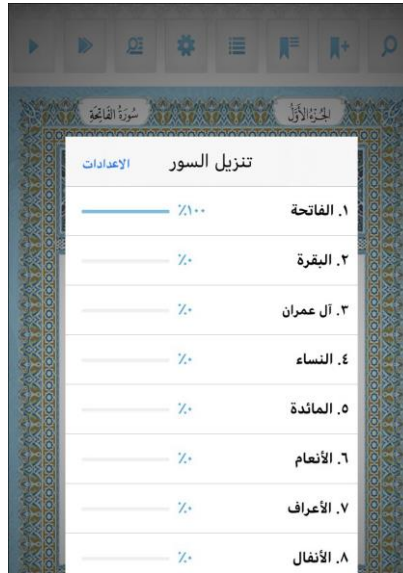 الجُزْءُ الأَوَّلُ
سُورَةُ الفَاتِحَةِ
تنزيل السور
الاعدادات
١. الفاتحة
٪١٠٠
٢. البقرة
٪٠
٣. آل عمران
٪٠
٤. النساء
٪٠
٥. المائدة
٪٠
٦. الأنعام
٪٠
٧. الأعراف
٪٠
٨. الأنفال
٪٠